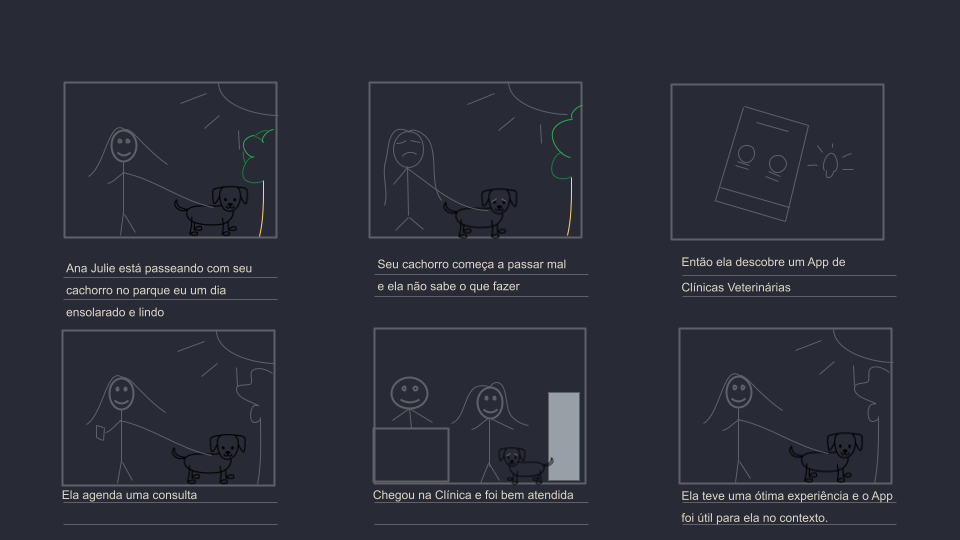 Ana Julie está passeando com seu
cachorro no parque eu um dia
ensolarado e lindo
Seu cachorro começa a passar mal
e ela não sabe o que fazer
Então ela descobre um App de
Clínicas Veterinárias
Ela agenda uma consulta
Chegou na Clínica e foi bem atendida
Ela teve uma ótima experiência e o App
foi útil para ela no contexto.